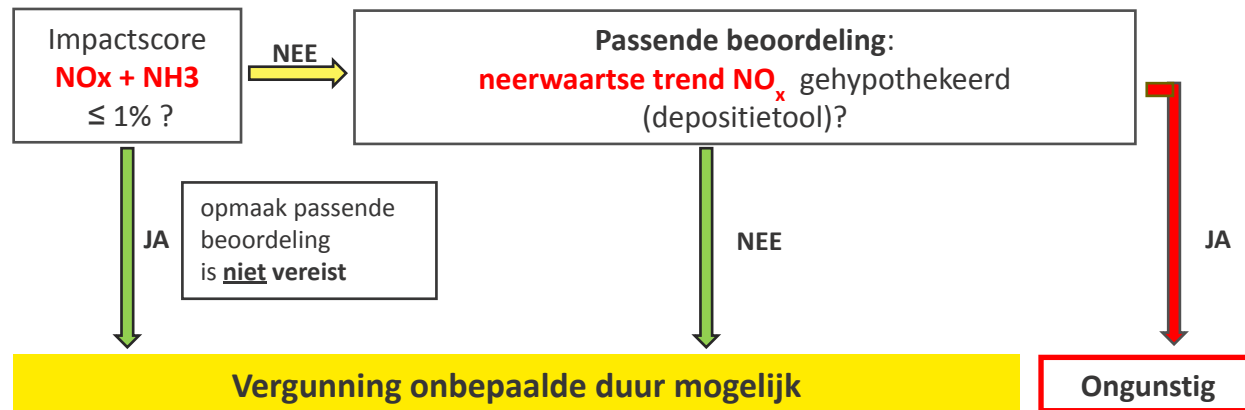 Impactscore
NOx + NH3
≤ 1% ?
NEE
Passende beoordeling:
neerwaartse trend NOx gehypothekeerd
(depositietool)?
JA
opmaak passende
beoordeling
is niet vereist
NEE
JA
Vergunning onbepaalde duur mogelijk
Ongunstig